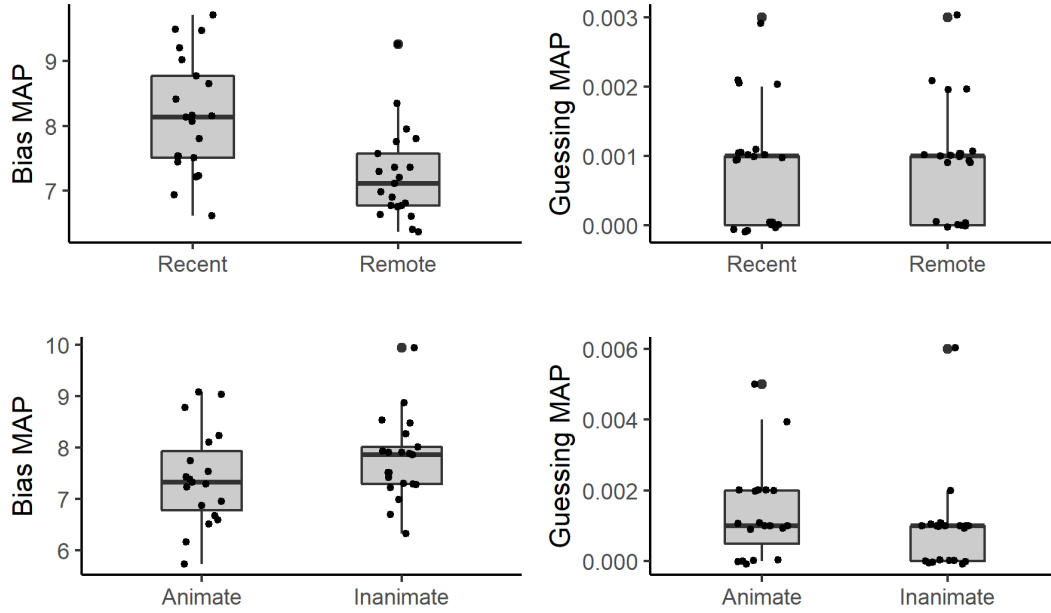 Bias MAP
9
8
7
Recent
Remote
Guessing MAP
0.003
0.002
0.001
0.000
Recent
Remote
Bias MAP
10
9
8
7
6
Animate
Inanimate
Guessing MAP
0.006
0.004
0.002
0.000
Animate
Inanimate